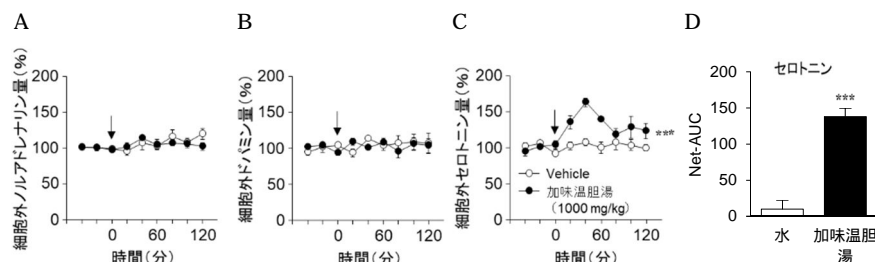 A
細胞外ノルアドレナリン量(%)
200
150
100
50
0
60
120
時間(分)
B
細胞外ドパミン量(%)
200
150
100
50
0
60
120
時間(分)
C
細胞外セロトニン量(%)
200
150
100
50
***
Vehicle
加味温胆湯
(1000 mg/kg)
0
60
120
時間(分)
D
セロトニン
Net-AUC
200
150
100
50
0
***
水
加味温胆
湯